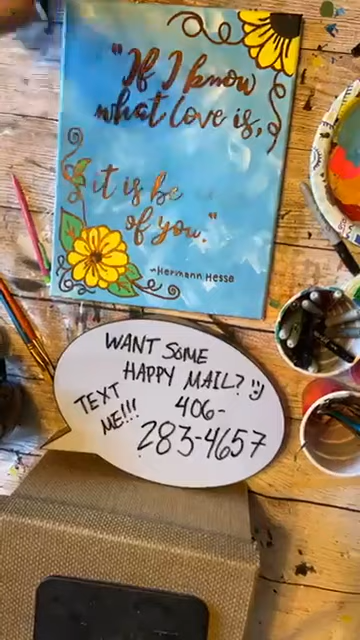 "If I know
what love is,
it is be
of you."
~Hermann Hesse
WANT SOME
HAPPY MAIL? :)
TEXT
ME!!!
406-
283-4657